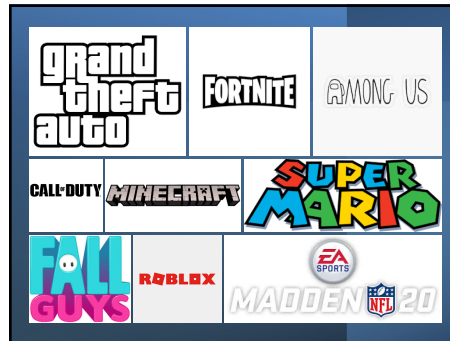 grand
theft
auto
FORTNITE
AMONG US
CALL OF DUTY
MINECRAFT
SUPER
MARIO
FALL
GUYS
ROBLOX
EA
SPORTS
MADDEN NFL 20